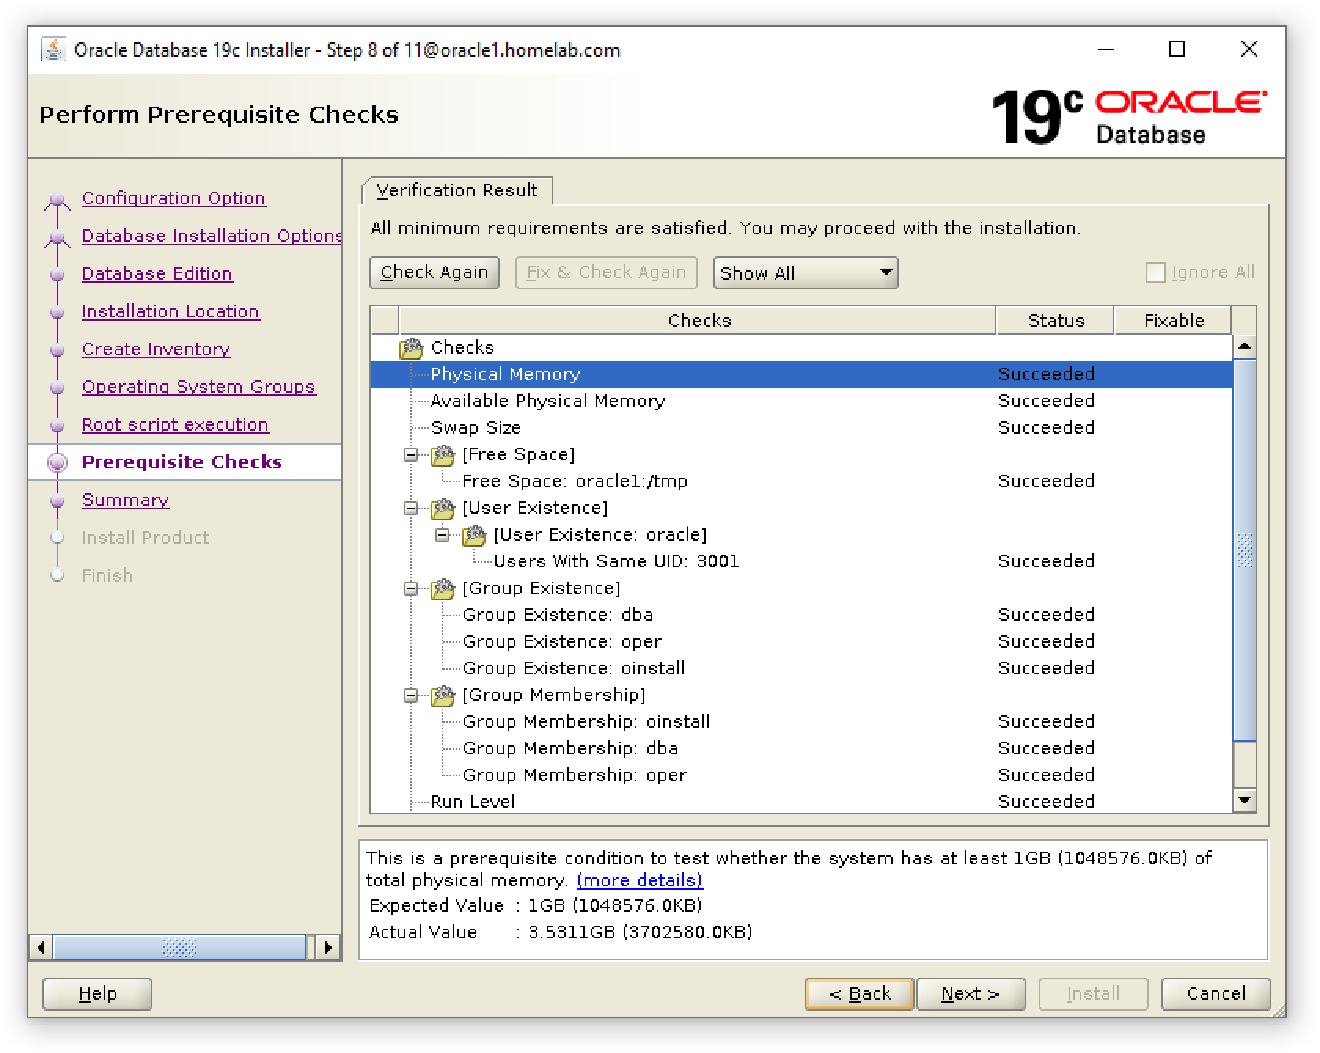 Oracle Database 19c Installer - Step 8 of 11@oracle1.homelab.com
Perform Prerequisite Checks
19c ORACLE
Database
Configuration Option
Database Installation Options
Database Edition
Installation Location
Create Inventory
Operating System Groups
Root script execution
Prerequisite Checks
Summary
Install Product
Finish
Verification Result
All minimum requirements are satisfied. You may proceed with the installation.
Check Again Fix & Check Again Show All Ignore All
Checks Status Fixable
Checks
Physical Memory Succeeded
Available Physical Memory Succeeded
Swap Size Succeeded
[Free Space]
Free Space: oracle1:/tmp Succeeded
[User Existence]
[User Existence: oracle]
Users With Same UID: 3001 Succeeded
[Group Existence]
Group Existence: dba Succeeded
Group Existence: oper Succeeded
Group Existence: oinstall Succeeded
[Group Membership]
Group Membership: oinstall Succeeded
Group Membership: dba Succeeded
Group Membership: oper Succeeded
Run Level Succeeded
This is a prerequisite condition to test whether the system has at least 1GB (1048576.0KB) of
total physical memory. (more details)
Expected Value : 1GB (1048576.0KB)
Actual Value : 3.5311GB (3702580.0KB)
Help < Back Next > Install Cancel